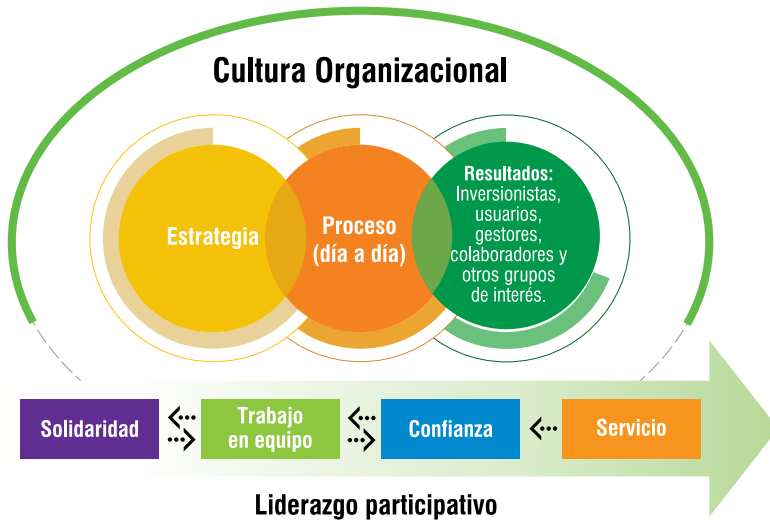 Cultura Organizacional
Estrategia
Proceso
(día a día)
Resultados:
Inversionistas,
usuarios,
gestores,
colaboradores y
otros grupos
de interés.
Solidaridad
Trabajo
en equipo
Confianza
Servicio
Liderazgo participativo